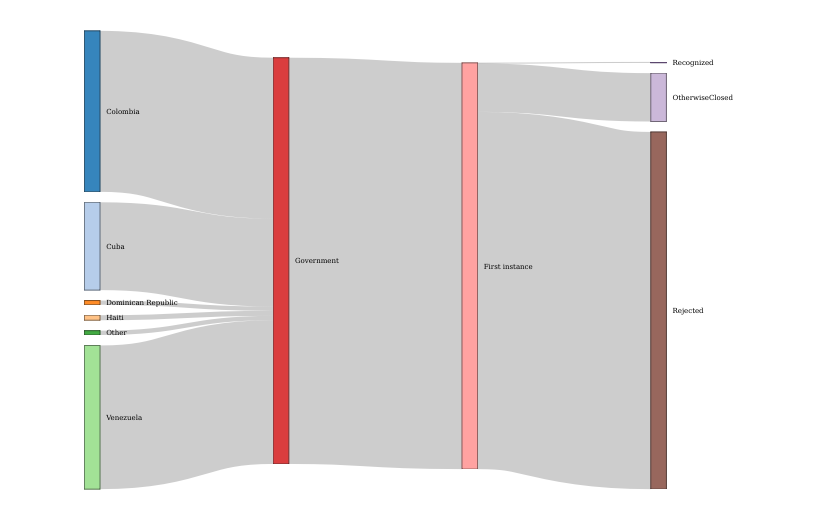 Colombia
Cuba
Dominican Republic
Haiti
Other
Venezuela
Government
First instance
Recognized
OtherwiseClosed
Rejected